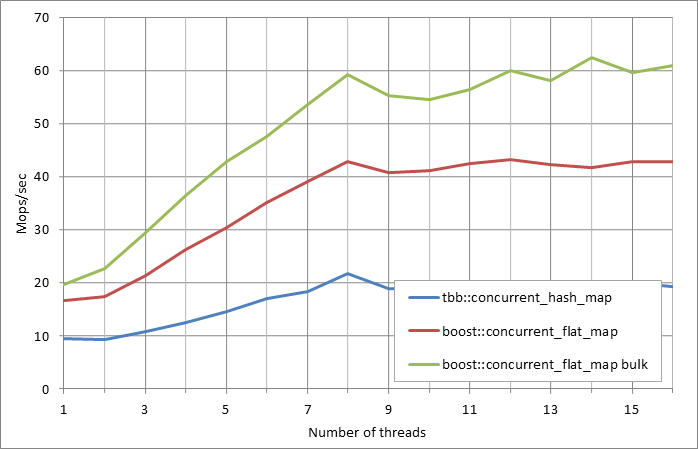 70
60
50
40
30
20
10
0
Mops/sec
tbb::concurrent_hash_map
boost::concurrent_flat_map
boost::concurrent_flat_map bulk
1 3 5 7 9 11 13 15
Number of threads